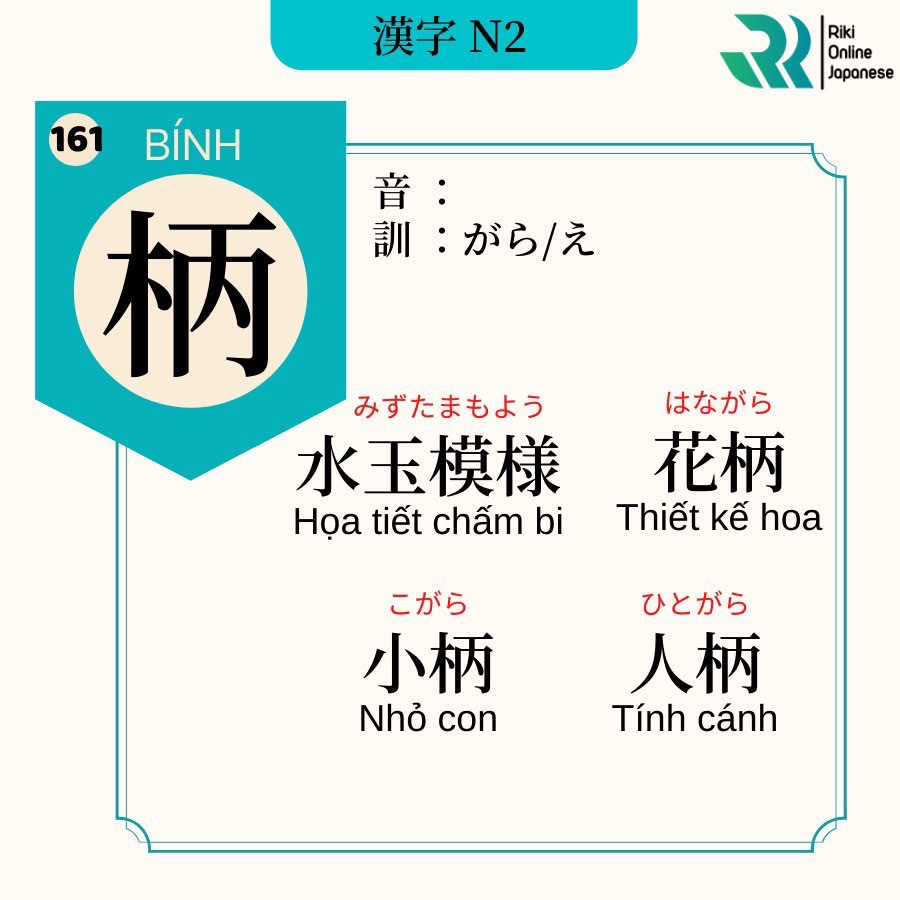 漢字 N2
Riki
Online
Japanese
161
BÍNH
柄
音 ：
訓 ：がら/え
みずたまもよう
水玉模様
Họa tiết chấm bi
はながら
花柄
Thiết kế hoa
こがら
小柄
Nhỏ con
ひとがら
人柄
Tính cánh